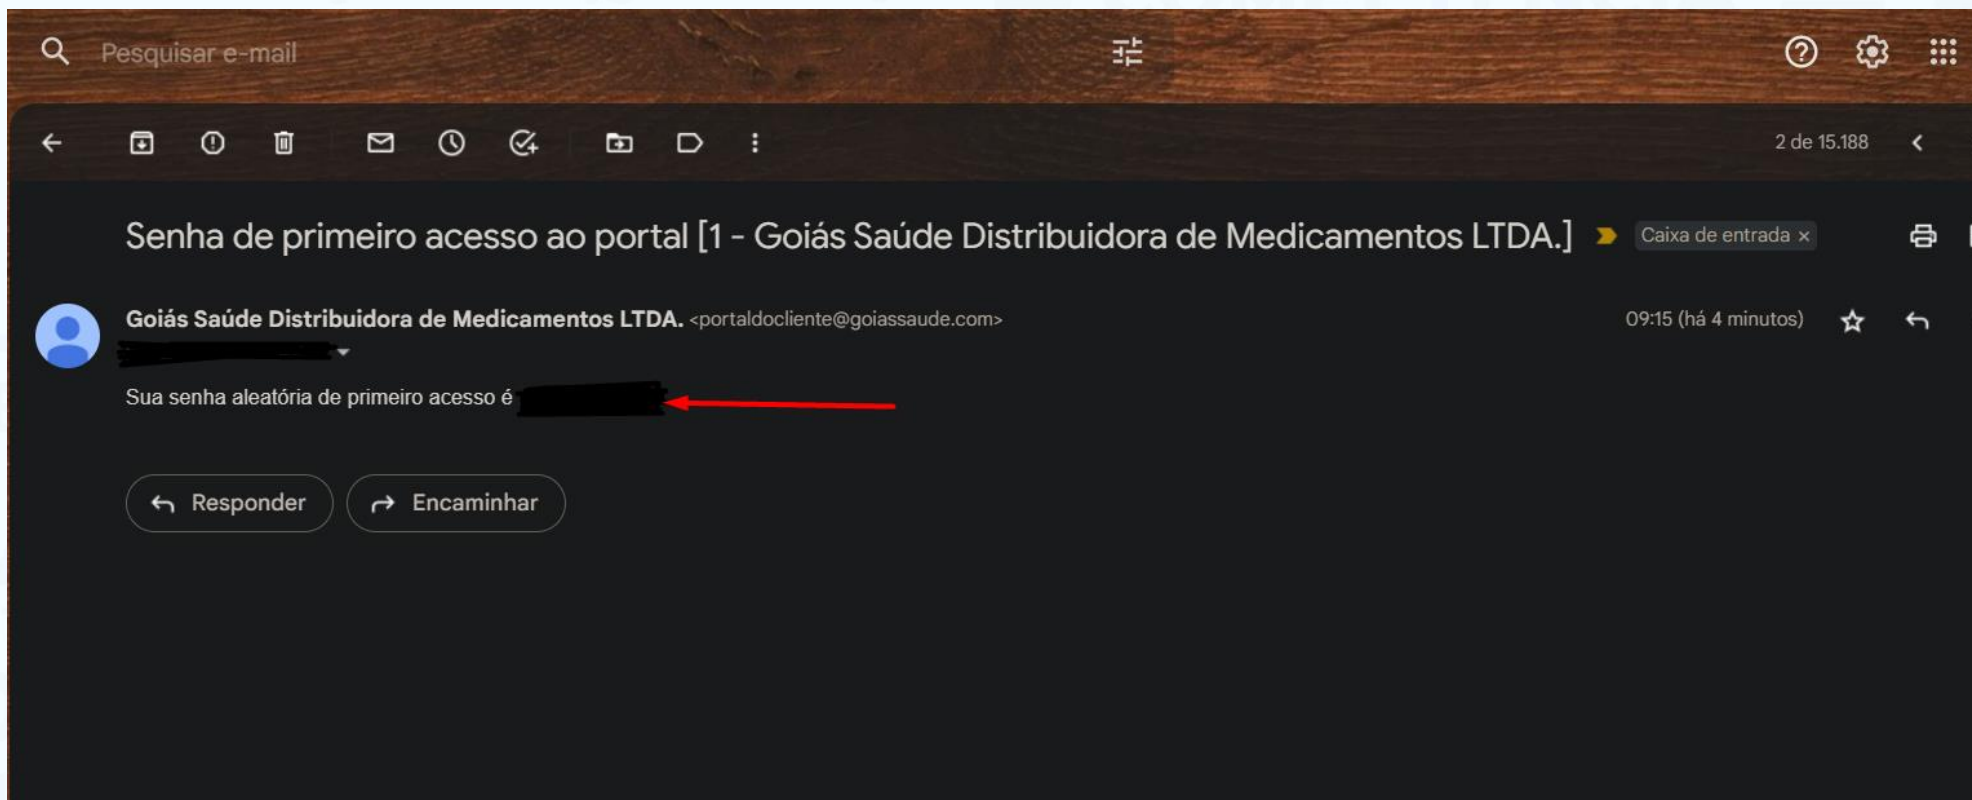 Pesquisar e-mail
2 de 15.188
Senha de primeiro acesso ao portal [1 - Goiás Saúde Distribuidora de Medicamentos LTDA.] Caixa de entrada ×
Goiás Saúde Distribuidora de Medicamentos LTDA. <portaldocliente@goiassaude.com> 09:15 (há 4 minutos)
Sua senha aleatória de primeiro acesso é
Responder Encaminhar